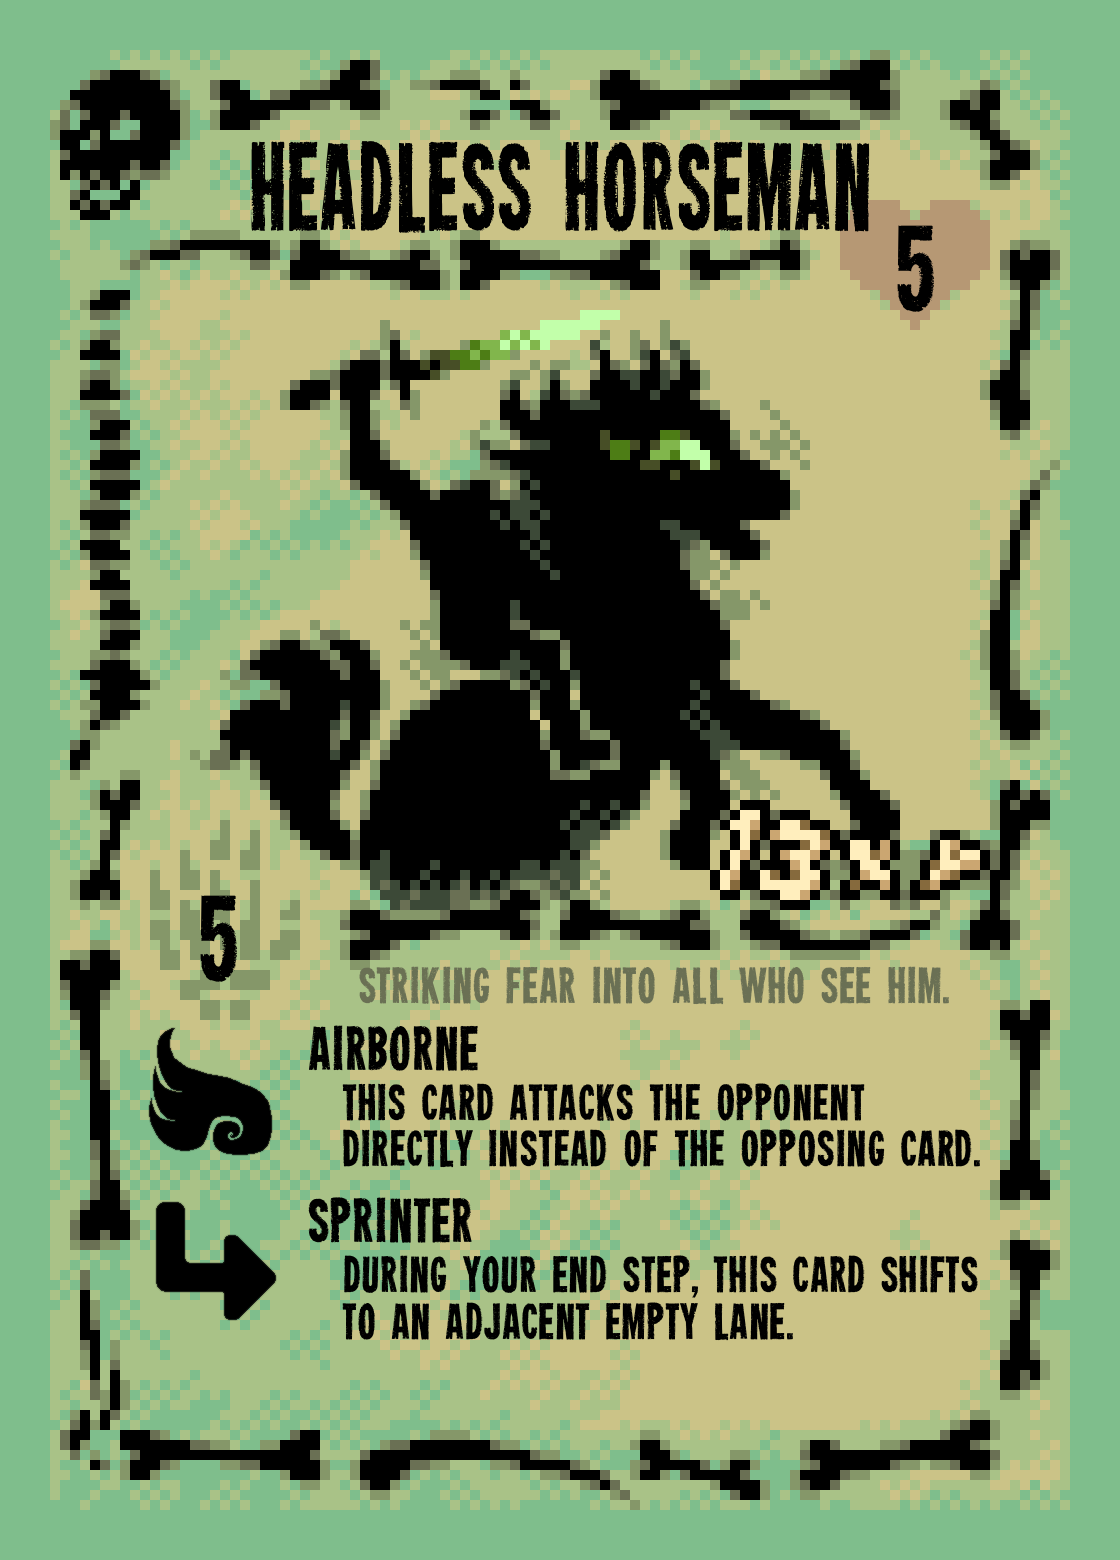 HEADLESS HORSEMAN
5
13 X
5
STRIKING FEAR INTO ALL WHO SEE HIM.
AIRBORNE
THIS CARD ATTACKS THE OPPONENT
DIRECTLY INSTEAD OF THE OPPOSING CARD.
SPRINTER
DURING YOUR END STEP, THIS CARD SHIFTS
TO AN ADJACENT EMPTY LANE.